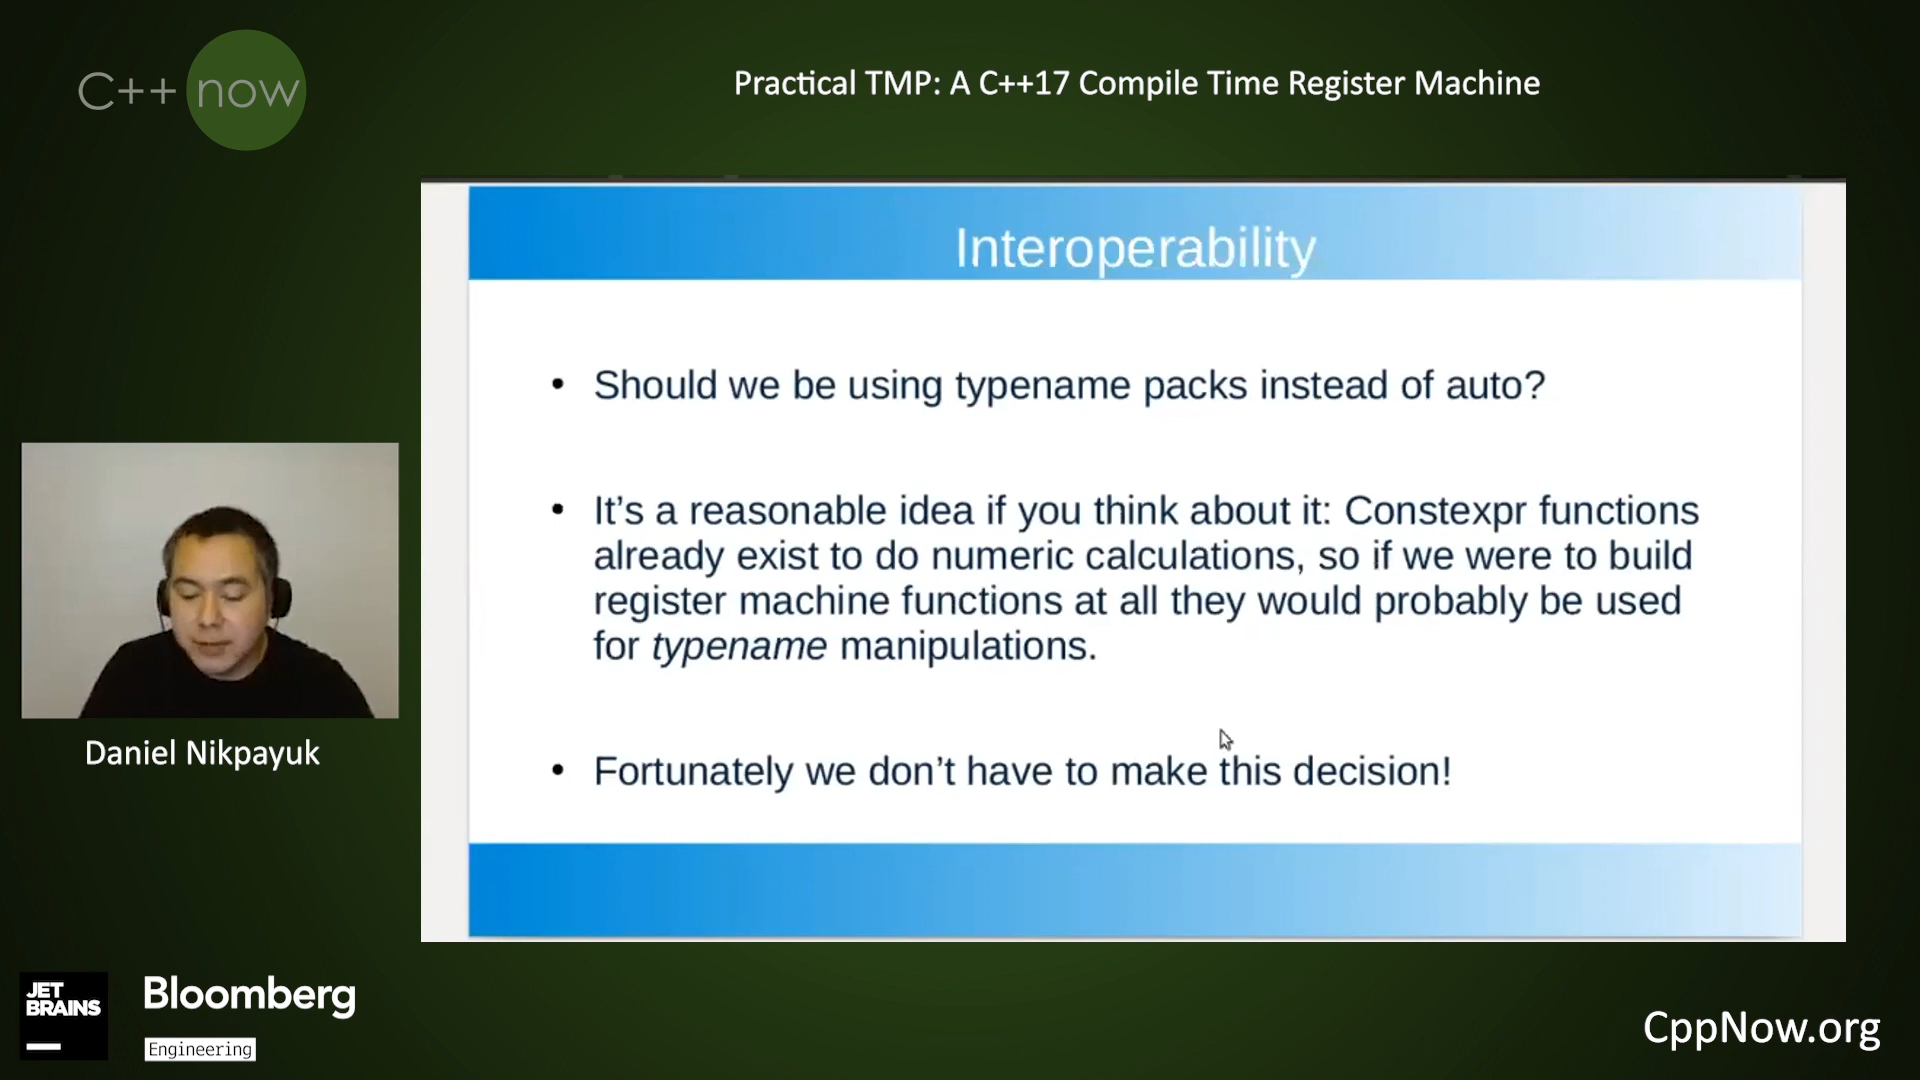 C++ now
Practical TMP: A C++17 Compile Time Register Machine
Interoperability
• Should we be using typename packs instead of auto?
• It’s a reasonable idea if you think about it: Constexpr functions
already exist to do numeric calculations, so if we were to build
register machine functions at all they would probably be used
for typename manipulations.
• Fortunately we don’t have to make this decision!
Daniel Nikpayuk
JET
BRAINS
Bloomberg
Engineering
CppNow.org